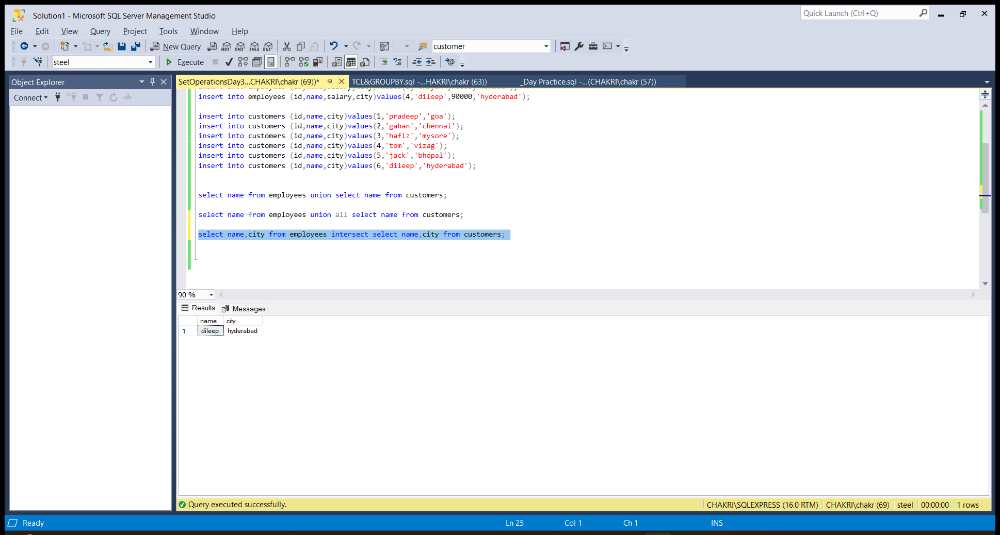 Solution1 - Microsoft SQL Server Management Studio
Quick Launch (Ctrl+Q)
File Edit View Query Project Tools Window Help
New Query MDX DMX XMLA DAX customer
steel Execute
Object Explorer
Connect
SetOperationsDay3...CHAKRI\chakr (69))* TCL&GROUPBY.sql -...HAKRI\chakr (63)) _Day Practice.sql -...(CHAKRI\chakr (57))
insert into employees (id,name,salary,city)values(4,'dileep',90000,'hyderabad');
insert into customers (id,name,city)values(1,'pradeep','goa');
insert into customers (id,name,city)values(2,'gahan','chennai');
insert into customers (id,name,city)values(3,'hafiz','mysore');
insert into customers (id,name,city)values(4,'tom','vizag');
insert into customers (id,name,city)values(5,'jack','bhopal');
insert into customers (id,name,city)values(6,'dileep','hyderabad');
select name from employees union select name from customers;
select name from employees union all select name from customers;
select name,city from employees intersect select name,city from customers;
90 %
Results Messages
name city
1 dileep hyderabad
Query executed successfully. CHAKRI\SQLEXPRESS (16.0 RTM) CHAKRI\chakr (69) steel 00:00:00 1 rows
Ready Ln 25 Col 1 Ch 1 INS